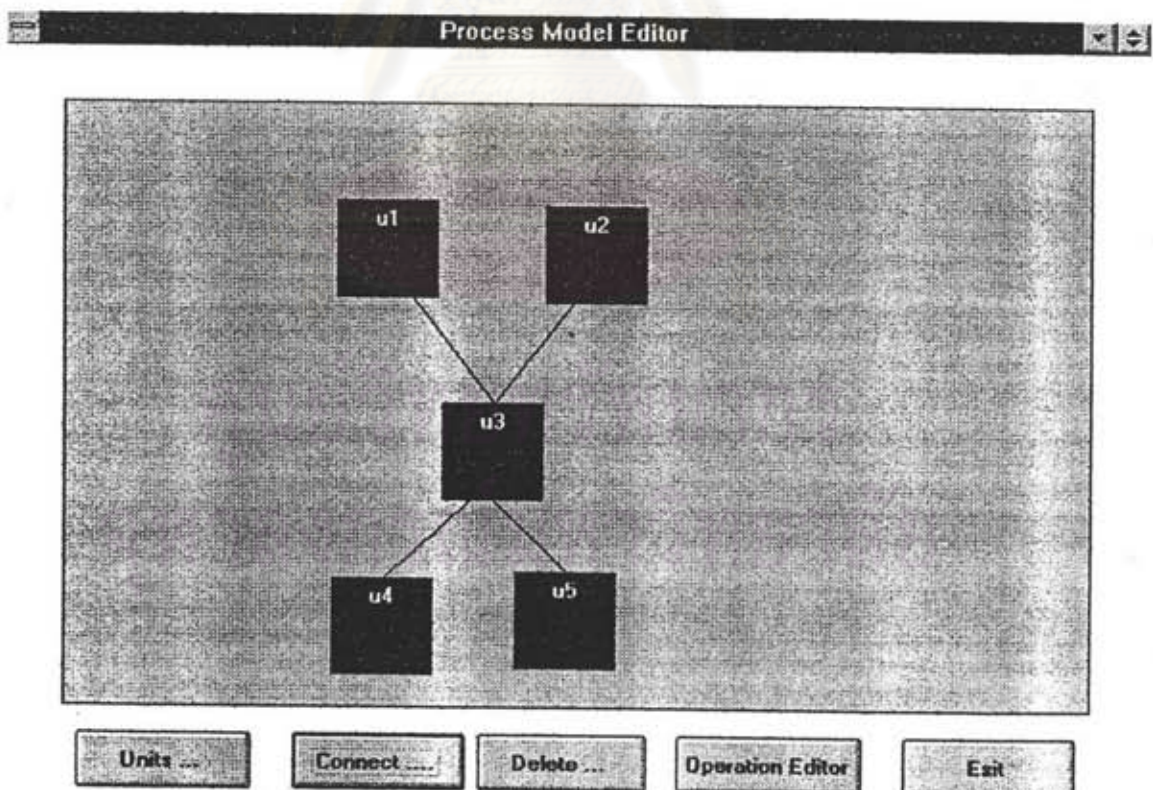 Process Model Editor
u1
u2
u3
u4
u5
Units ...
Connect ....
Delete ...
Operation Editor
Exit